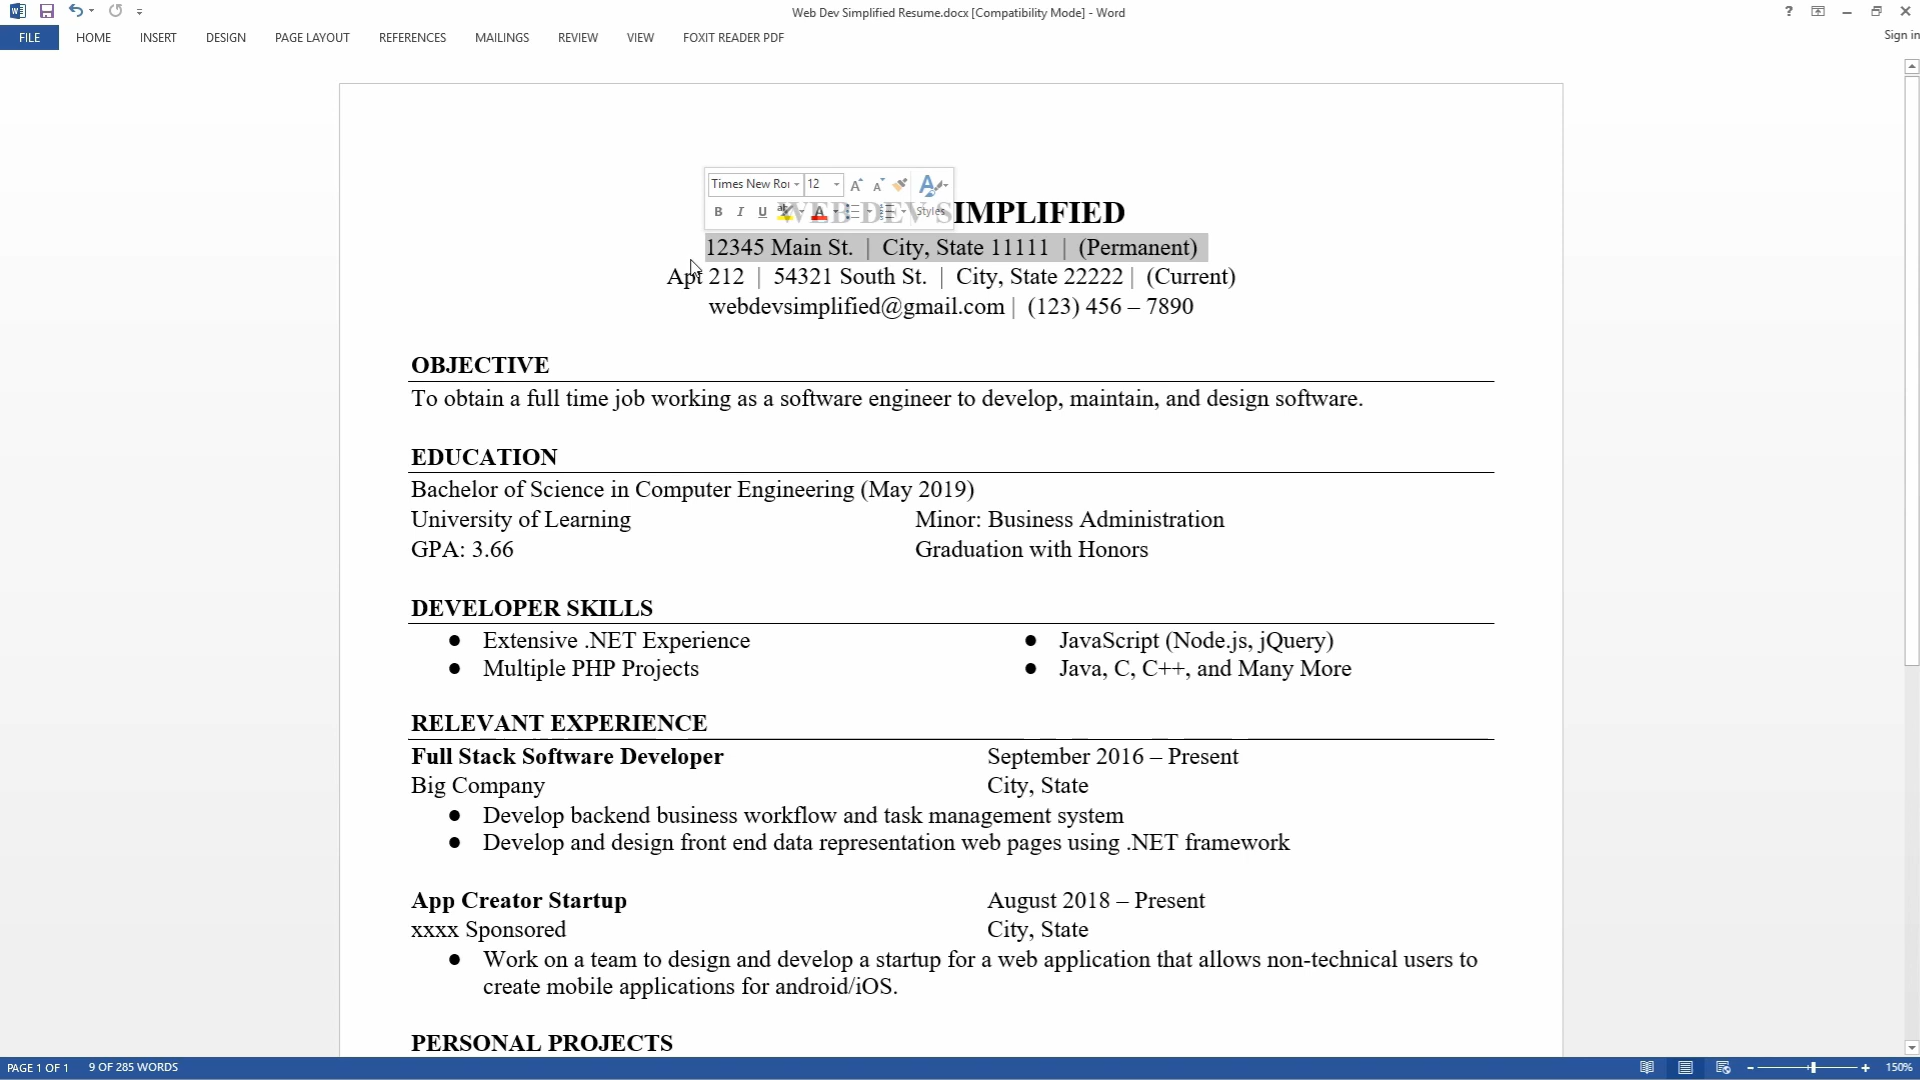 Web Dev Simplified Resume.docx [Compatibility Mode] - Word
?
FILE HOME INSERT DESIGN PAGE LAYOUT REFERENCES MAILINGS REVIEW VIEW FOXIT READER PDF
Sign in
Times New Ro 12 A A A
B I U ab A Styles
WEB DEV SIMPLIFIED
12345 Main St. | City, State 11111 | (Permanent)
Apt 212 | 54321 South St. | City, State 22222 | (Current)
webdevsimplified@gmail.com | (123) 456 – 7890
OBJECTIVE
To obtain a full time job working as a software engineer to develop, maintain, and design software.
EDUCATION
Bachelor of Science in Computer Engineering (May 2019)
University of Learning Minor: Business Administration
GPA: 3.66 Graduation with Honors
DEVELOPER SKILLS
● Extensive .NET Experience ● JavaScript (Node.js, jQuery)
● Multiple PHP Projects ● Java, C, C++, and Many More
RELEVANT EXPERIENCE
Full Stack Software Developer September 2016 – Present
Big Company City, State
● Develop backend business workflow and task management system
● Develop and design front end data representation web pages using .NET framework
App Creator Startup August 2018 – Present
xxxx Sponsored City, State
● Work on a team to design and develop a startup for a web application that allows non-technical users to
create mobile applications for android/iOS.
PERSONAL PROJECTS
PAGE 1 OF 1 9 OF 285 WORDS
150%